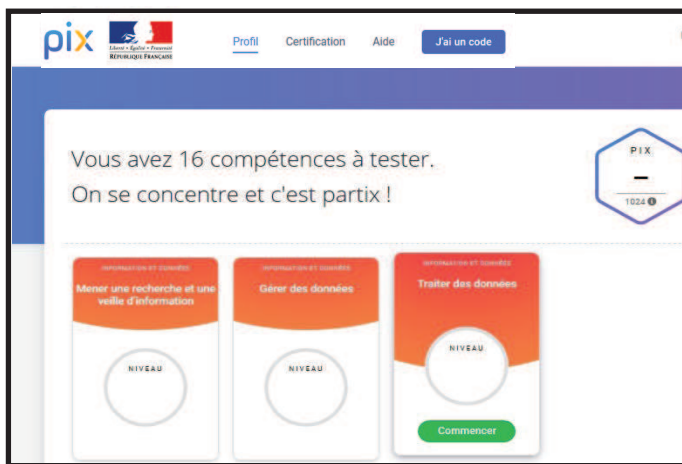 pix
Liberté • Égalité • Fraternité
RÉPUBLIQUE FRANÇAISE
Profil
Certification
Aide
J'ai un code
Vous avez 16 compétences à tester.
On se concentre et c'est partix !
PIX
–
1024
INFORMATION ET DONNÉES
Mener une recherche et une
veille d'information
NIVEAU
INFORMATION ET DONNÉES
Gérer des données
NIVEAU
INFORMATION ET DONNÉES
Traiter des données
NIVEAU
Commencer